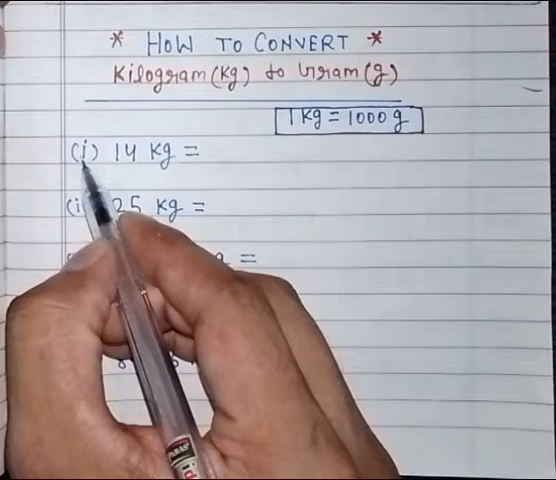 * HOW TO CONVERT *
Kilogram (Kg) to Gram (g)
1 Kg = 1000 g
(i) 14 Kg =
(i 25 Kg =
=